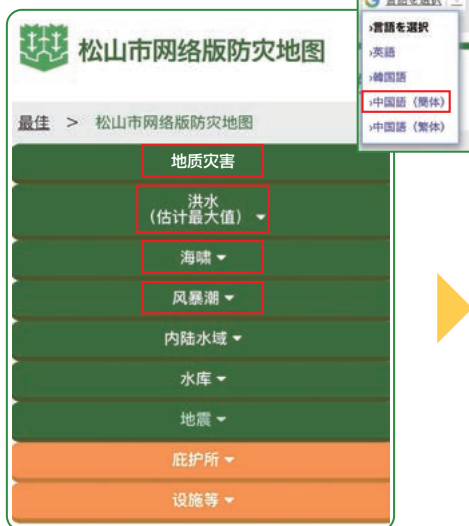 言語を選択
›言語を選択
›英語
›韓国語
›中国語（簡体）
›中国語（繁体）
松山市网络版防灾地图
最佳 > 松山市网络版防灾地图
地质灾害
洪水
（估计最大值）
海啸
风暴潮
内陆水域
水库
地震
庇护所
设施等